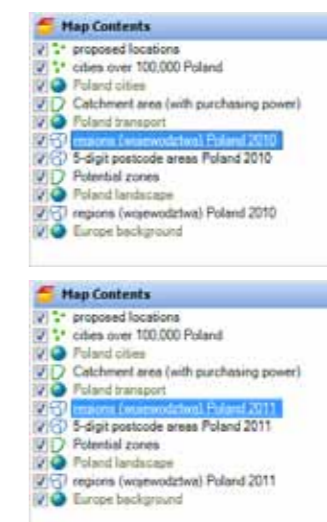 Map Contents
proposed locations
cities over 100,000 Poland
Poland cities
Catchment area (with purchasing power)
Poland transport
regions (wojewodztwa) Poland 2010
5-digit postcode areas Poland 2010
Potential zones
Poland landscape
regions (wojewodztwa) Poland 2010
Europe background
Map Contents
proposed locations
cities over 100,000 Poland
Poland cities
Catchment area (with purchasing power)
Poland transport
regions (wojewodztwa) Poland 2011
5-digit postcode areas Poland 2011
Potential zones
Poland landscape
regions (wojewodztwa) Poland 2011
Europe background